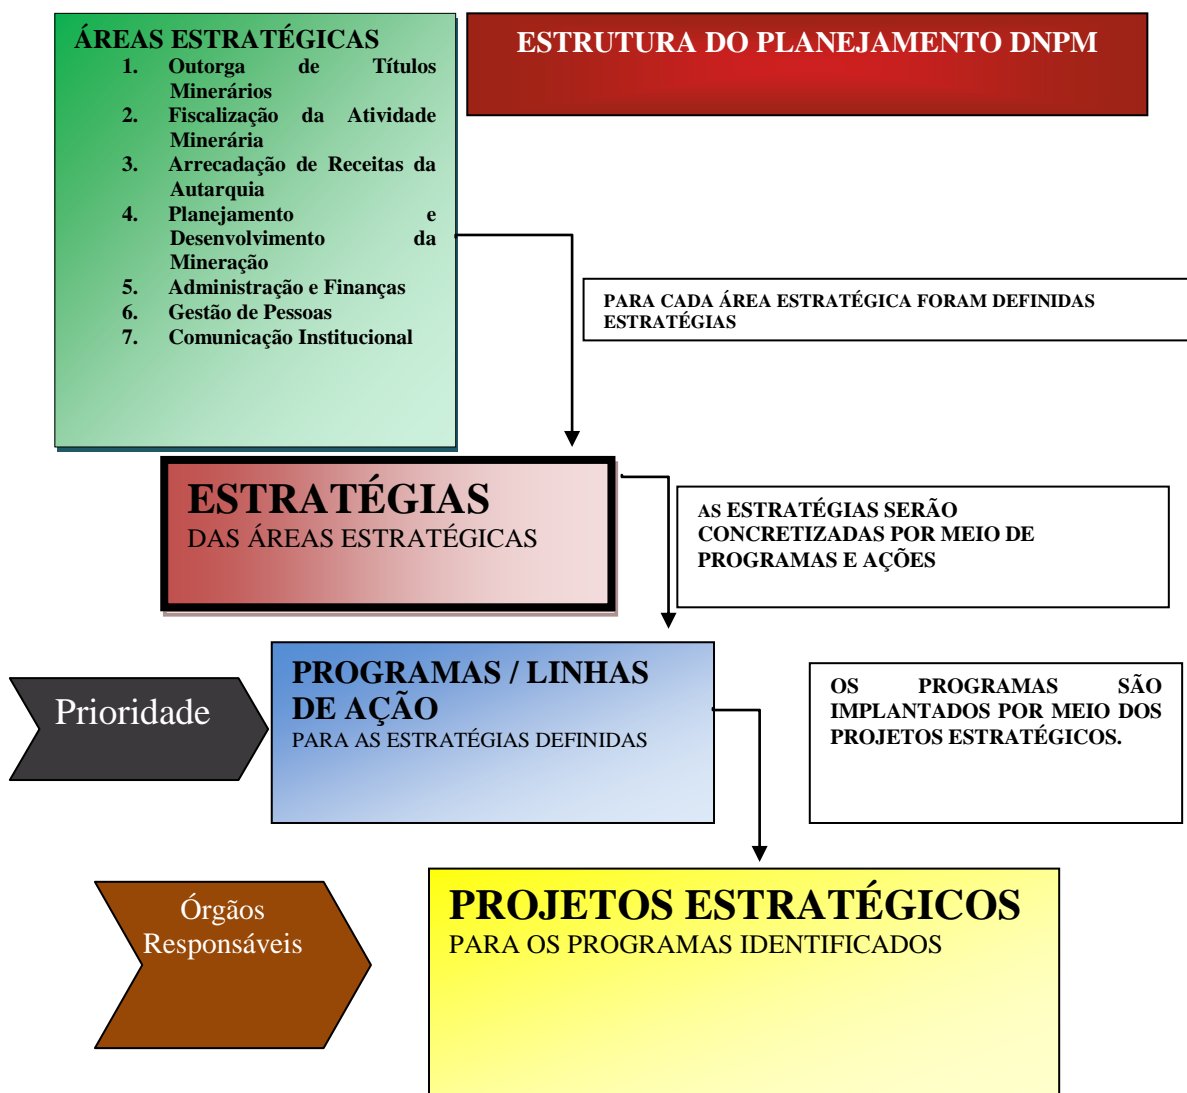 ÁREAS ESTRATÉGICAS
1. Outorga de Títulos
Minerários
2. Fiscalização da Atividade
Minerária
3. Arrecadação de Receitas da
Autarquia
4. Planejamento e
Desenvolvimento da
Mineração
5. Administração e Finanças
6. Gestão de Pessoas
7. Comunicação Institucional
ESTRUTURA DO PLANEJAMENTO DNPM
PARA CADA ÁREA ESTRATÉGICA FORAM DEFINIDAS
ESTRATÉGIAS
ESTRATÉGIAS
DAS ÁREAS ESTRATÉGICAS
AS ESTRATÉGIAS SERÃO
CONCRETIZADAS POR MEIO DE
PROGRAMAS E AÇÕES
Prioridade
PROGRAMAS / LINHAS
DE AÇÃO
PARA AS ESTRATÉGIAS DEFINIDAS
OS PROGRAMAS SÃO
IMPLANTADOS POR MEIO DOS
PROJETOS ESTRATÉGICOS.
Órgãos
Responsáveis
PROJETOS ESTRATÉGICOS
PARA OS PROGRAMAS IDENTIFICADOS